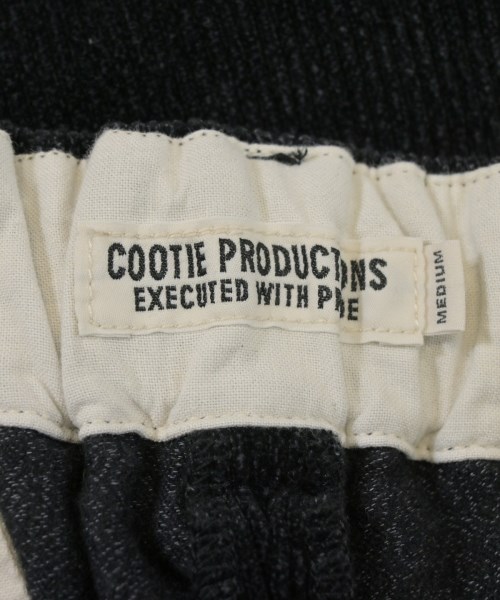 COOTIE PRODUCTIONS
EXECUTED WITH PRIDE
MEDIUM